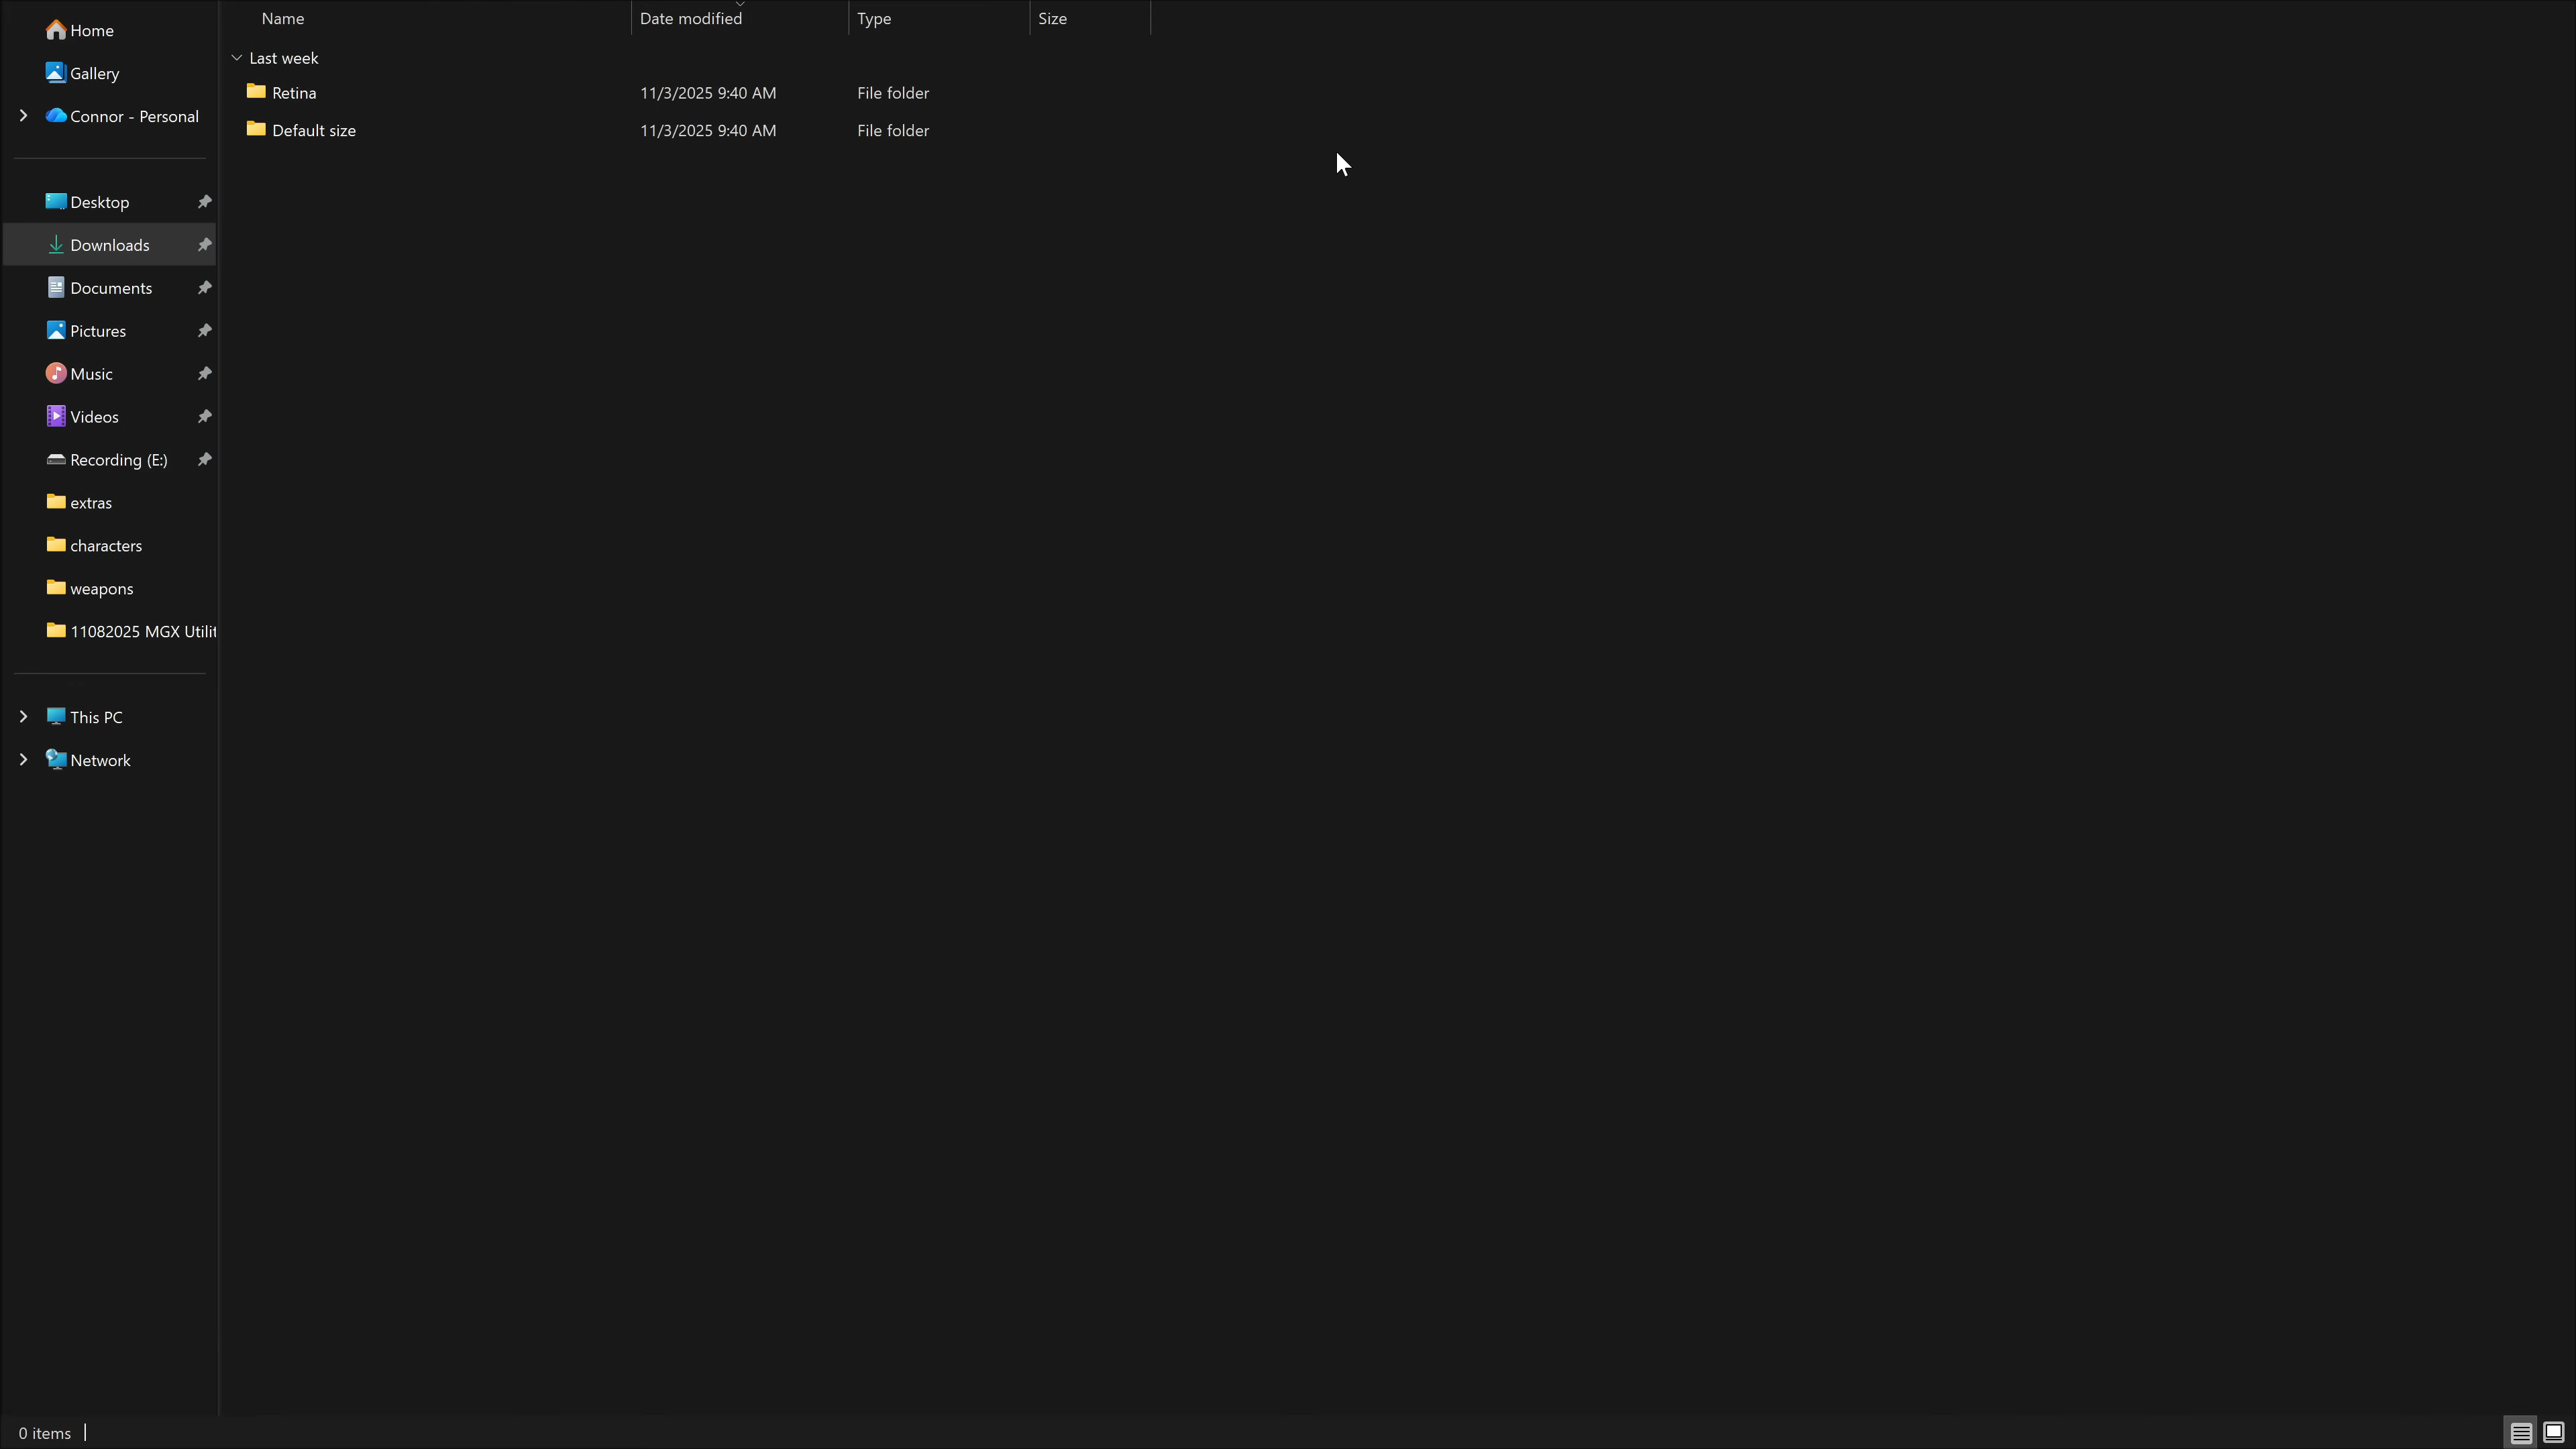 Home
Gallery
Connor - Personal
Desktop
Downloads
Documents
Pictures
Music
Videos
Recording (E:)
extras
characters
weapons
11082025 MGX Utilit
This PC
Network
Name Date modified Type Size
Last week
Retina 11/3/2025 9:40 AM File folder
Default size 11/3/2025 9:40 AM File folder
0 items